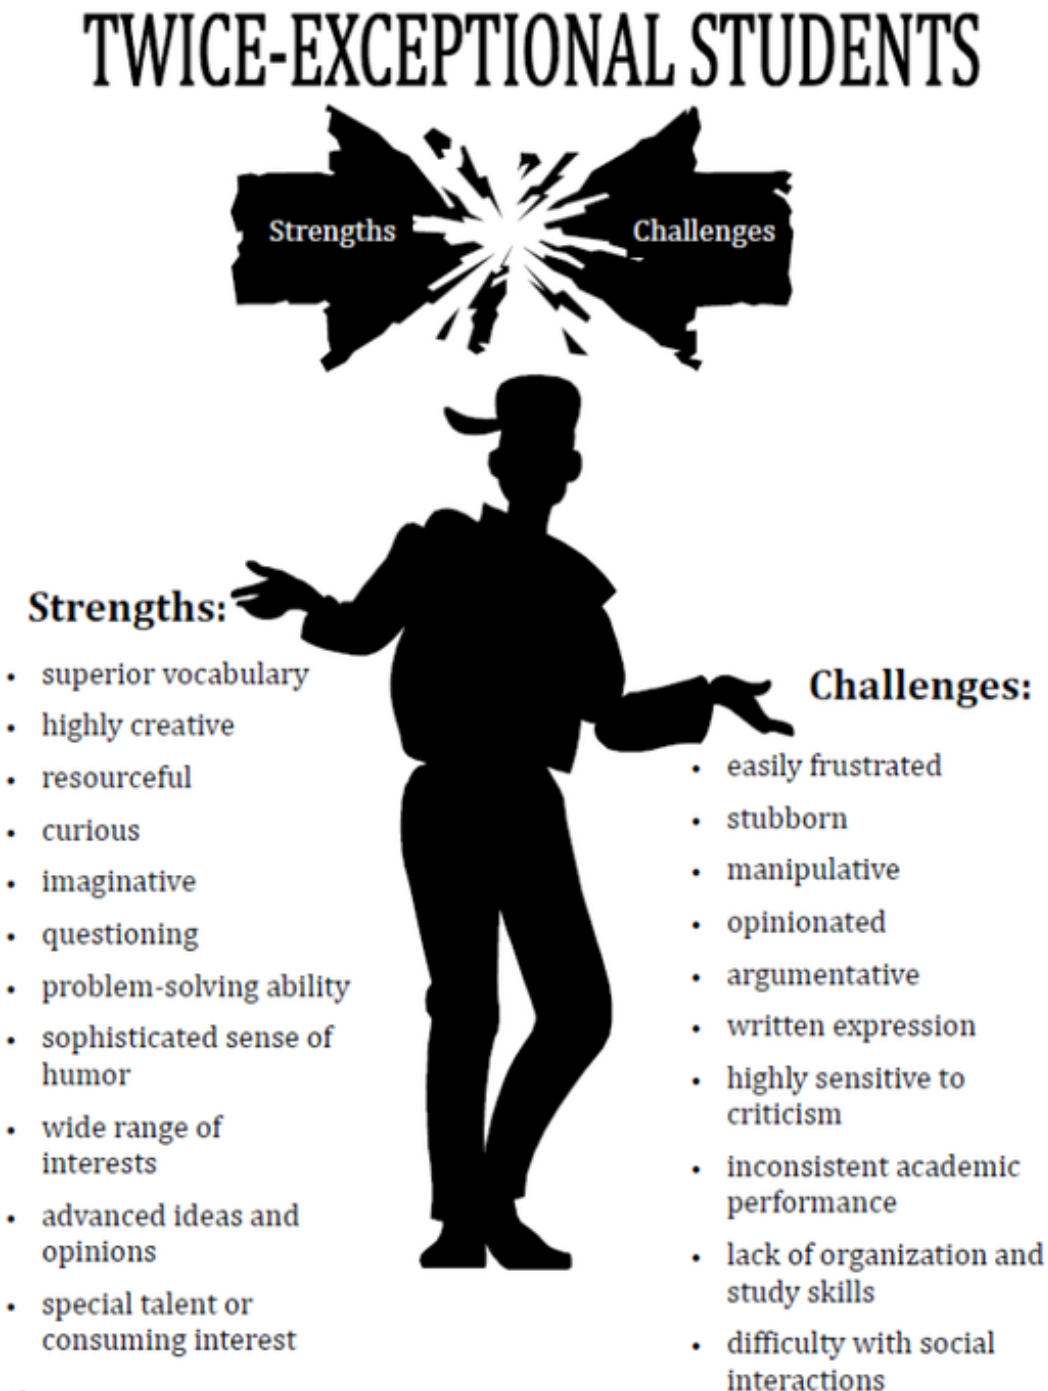 TWICE-EXCEPTIONAL STUDENTS
Strengths
Challenges
Strengths:
• superior vocabulary
• highly creative
• resourceful
• curious
• imaginative
• questioning
• problem-solving ability
• sophisticated sense of
humor
• wide range of
interests
• advanced ideas and
opinions
• special talent or
consuming interest
Challenges:
• easily frustrated
• stubborn
• manipulative
• opinionated
• argumentative
• written expression
• highly sensitive to
criticism
• inconsistent academic
performance
• lack of organization and
study skills
• difficulty with social
interactions